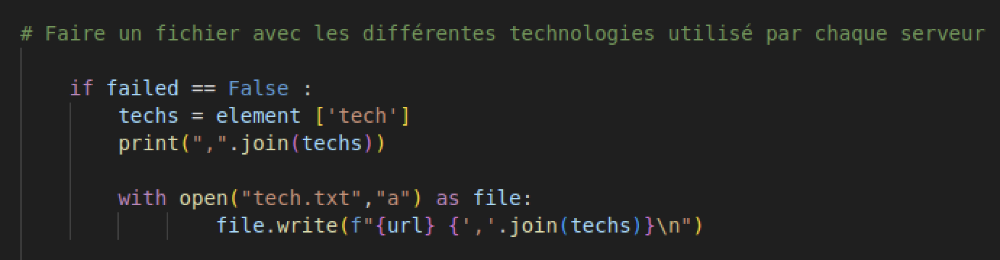 # Faire un fichier avec les différentes technologies utilisé par chaque serveur
if failed == False :
techs = element ['tech']
print(",".join(techs))
with open("tech.txt","a") as file:
file.write(f"{url} {','.join(techs)}\n")